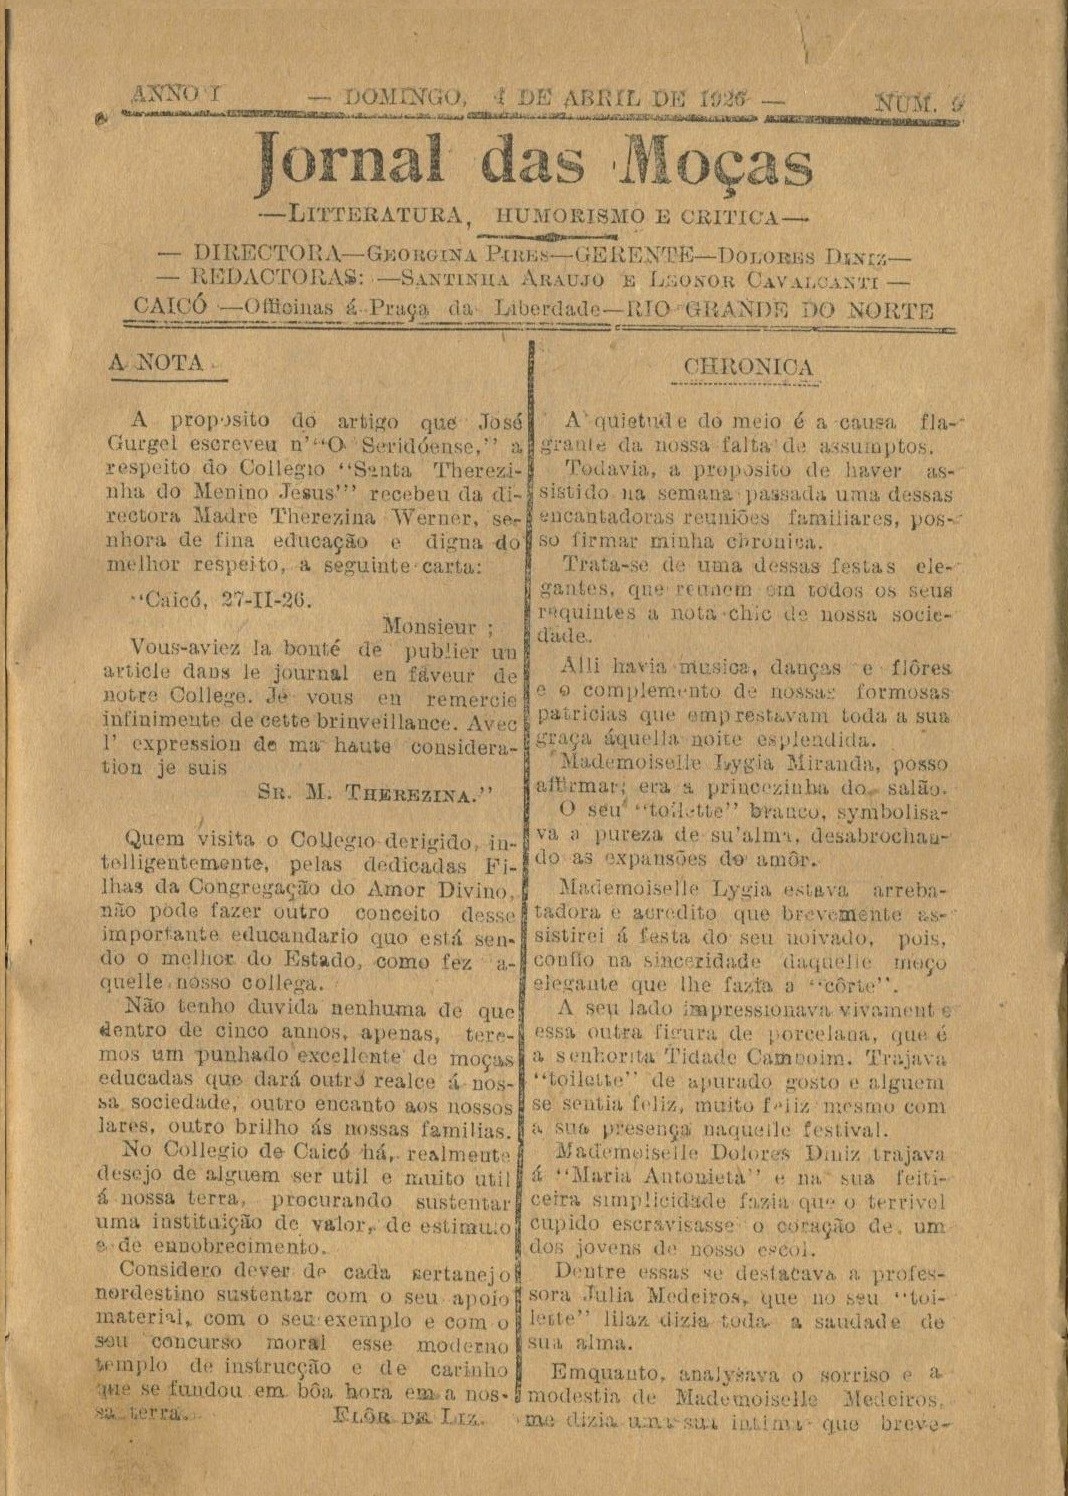 ANNO I — DOMINGO, 4 DE ABRIL DE 1926 — NUM. 9
Jornal das Moças
—LITTERATURA, HUMORISMO E CRITICA—
— DIRECTORA—GEORGINA PIRES—GERENTE—DOLORES DINIZ—
— REDACTORAS: —SANTINHA ARAUJO E LEONOR CAVALCANTI —
CAICÓ —Officinas á Praça da Liberdade—RIO GRANDE DO NORTE
A NOTA
A proposito do artigo que José
Gurgel escreveu n'"O Seridóense," a
respeito do Collegio "Santa Therezi-
nha do Menino Jesus'" recebeu da di-
rectora Madre Therezina Werner, se-
nhora de fina educação e digna do
melhor respeito, a seguinte carta:
"Caicó, 27-II-26.
Monsieur ;
Vous-aviez la bonté de publier un
article dans le journal en faveur de
notre College. Je vous en remercie
infinimente de cette brinveillance. Avec
l' expression de ma haute considera-
tion je suis
SR. M. THEREZINA."
Quem visita o Collegio derigido, in-
telligentemente, pelas dedicadas Fi-
lhas da Congregação do Amor Divino,
não pode fazer outro conceito desse
importante educandario quo está sen-
do o melhor do Estado, como fez a-
quelle nosso collega.
Não tenho duvida nenhuma de que
dentro de cinco annos, apenas, tere-
mos um punhado excellente de moças
educadas que dará outro realce á nos-
sa sociedade, outro encanto aos nossos
lares, outro brilho ás nossas familias.
No Collegio de Caicó há, realmente
desejo de alguem ser util e muito util
á nossa terra, procurando sustentar
uma instituição de valor, de estimulo
e de ennobrecimento.
Considero dever de cada sertanejo
nordestino sustentar com o seu apoio
material, com o seu exemplo e com o
seu concurso moral esse moderno
templo de instrucção e de carinho
que se fundou em bôa hora em a nos-
sa terra.
FLÔR DE LIZ.
CHRONICA
A quietude do meio é a causa fla-
grante da nossa falta de assumptos.
Todavia, a proposito de haver as-
sistido na semana passada uma dessas
encantadoras reuniões familiares, pos-
so firmar minha chronica.
Trata-se de uma dessas festas ele-
gantes, que reunem em todos os seus
requintes a nota chic de nossa socie-
dade.
Alli havia musica, danças e flôres
e o complemento de nossas formosas
patricias que emprestavam toda a sua
graça áquella noite esplendida.
Mademoiselle Lygia Miranda, posso
affirmar; era a princezinha do salão.
O seu "toilette" branco, symbolisa-
va a pureza de su'alma, desabrochan-
do as expansões do amôr.
Mademoiselle Lygia estava arreba-
tadora e acredito que brevemente as-
sistirei á festa do seu noivado, pois,
confio na sinceridade daquelle moço
elegante que lhe fazia a "côrte".
A seu lado impressionava vivamente
essa outra figura de porcelana, que é
a senhorita Tidade Camboim. Trajava
"toilette" de apurado gosto e alguem
se sentia feliz, muito feliz mesmo com
a sua presença naquelle festival.
Mademoiselle Dolores Diniz trajava
á "Maria Antonieta" e na sua feiti-
ceira simplicidade fazia que o terrivel
cupido escravisasse o coração de um
dos jovens de nosso escol.
Dentre essas se destacava a profes-
sora Julia Medeiros, que no seu "toi-
lette" lilaz dizia toda a saudade de
sua alma.
Emquanto, analysava o sorriso e a
modestia de Mademoiselle Medeiros,
me dizia uma sua intima que breve-